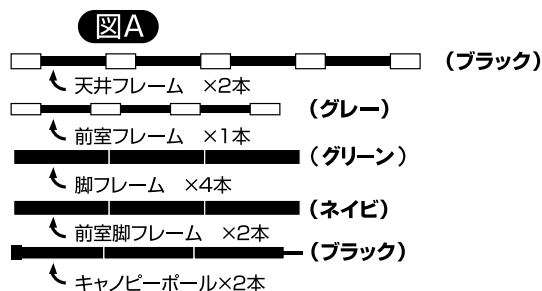 図A
(ブラック)
天井フレーム ×2本
(グレー)
前室フレーム ×1本
(グリーン)
脚フレーム ×4本
(ネイビ)
前室脚フレーム ×2本
(ブラック)
キャノピーポール×2本